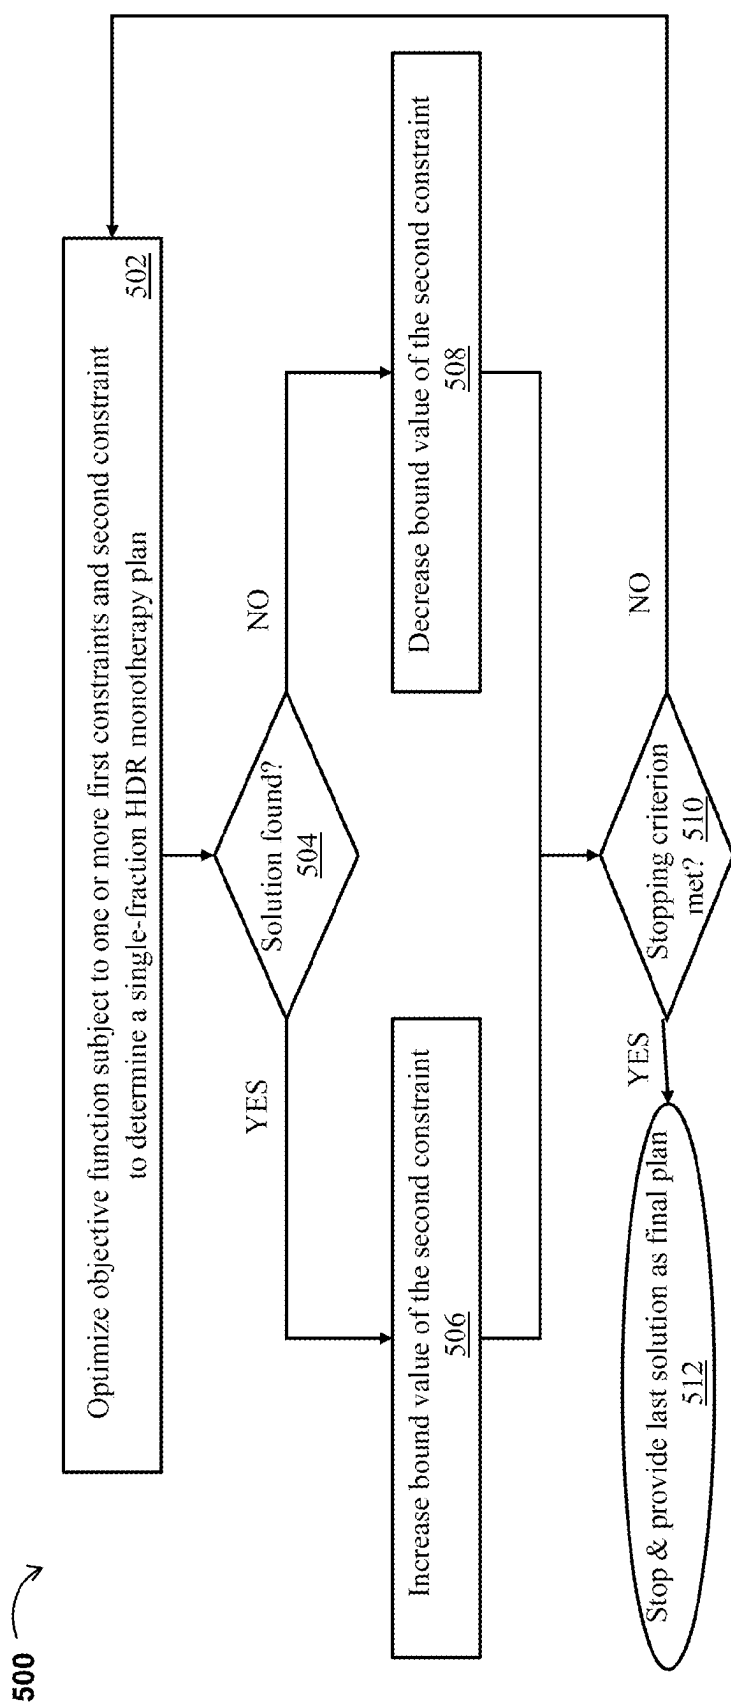 500
Optimize objective function subject to one or more first constraints and second constraint
to determine a single-fraction HDR monotherapy plan
502
Solution found?
504
YES
NO
Increase bound value of the second constraint
506
Decrease bound value of the second constraint
508
Stopping criterion
met? 510
YES
NO
Stop & provide last solution as final plan
512